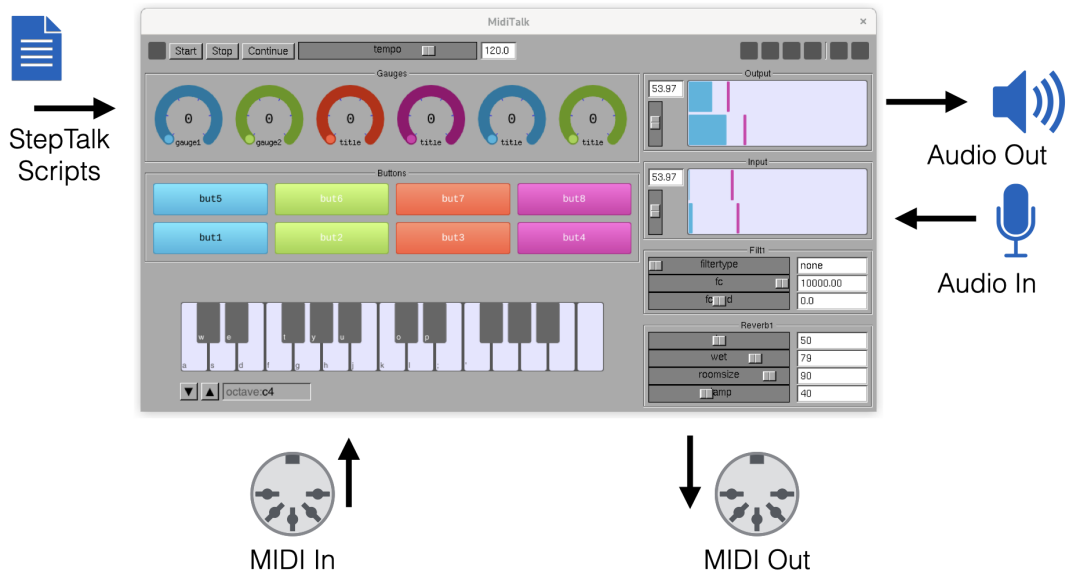 MidiTalk
×
Start Stop Continue tempo 120.0
StepTalk
Scripts
Gauges
0 0 0 0 0 0
gauge1 gauge2 title title title title
Buttons
but5 but6 but7 but8
but1 but2 but3 but4
w e t y u o p
a s d f g h j k l ; '
octave:c4
Output
53.97
Input
53.97
Filt1
filtertype none
fc 10000.00
0.0
Reverb1
50
wet 79
roomsize 90
40
Audio Out
Audio In
MIDI In
MIDI Out